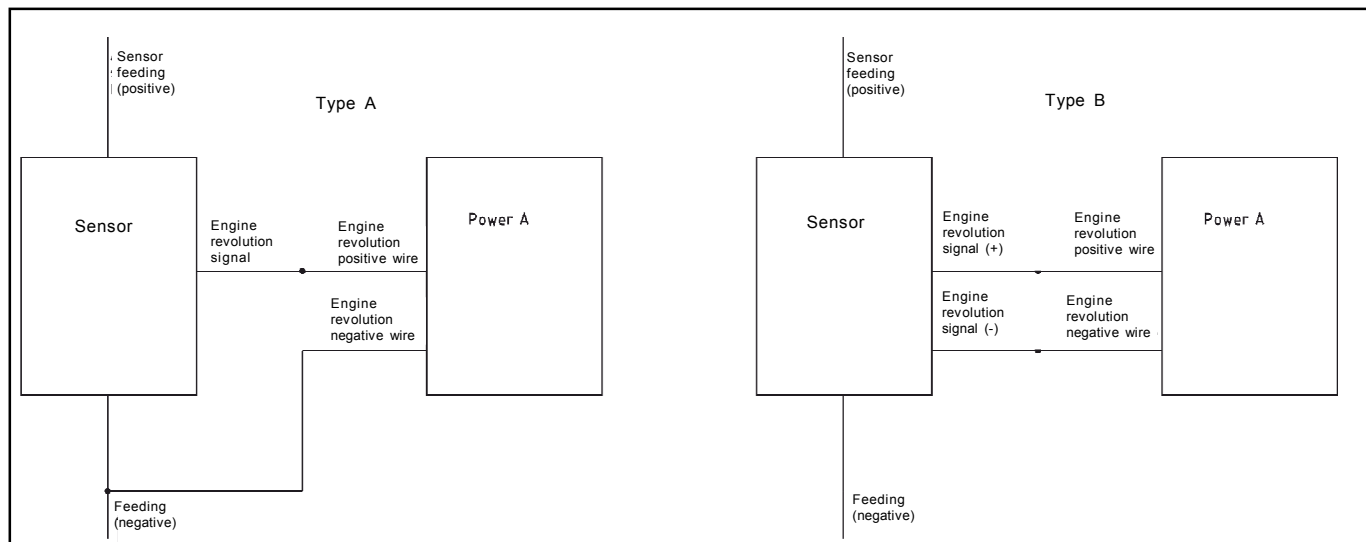 Sensor
feeding
(positive)
Type A
Sensor
Engine
revolution
signal
Engine
revolution
positive wire
Power A
Engine
revolution
negative wire
Feeding
(negative)
Sensor
feeding
(positive)
Type B
Sensor
Engine
revolution
signal (+)
Engine
revolution
positive wire
Power A
Engine
revolution
signal (-)
Engine
revolution
negative wire
Feeding
(negative)